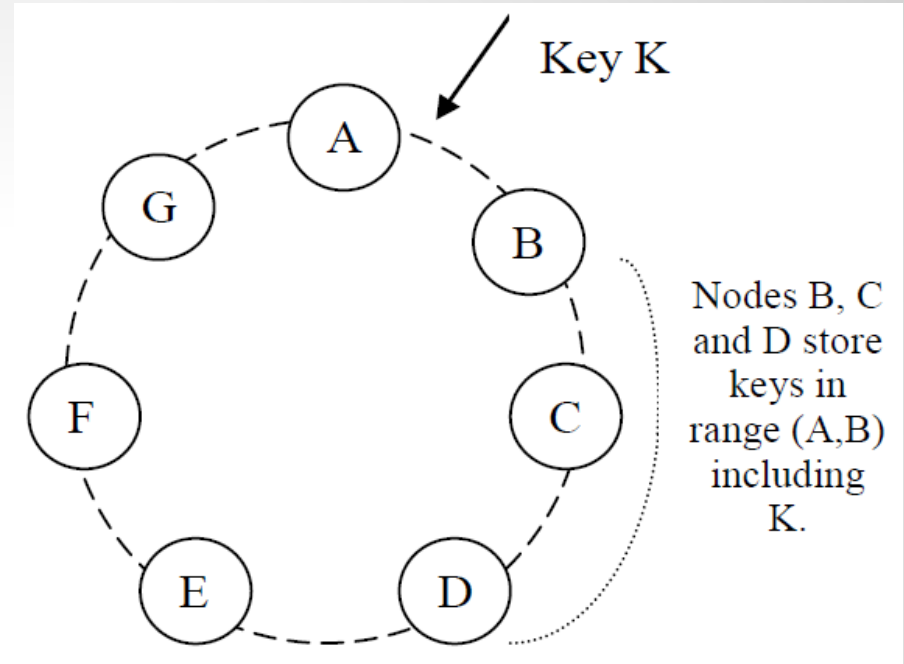 Key K
A
G
B
Nodes B, C
and D store
keys in
range (A,B)
including
K.
F
C
E
D